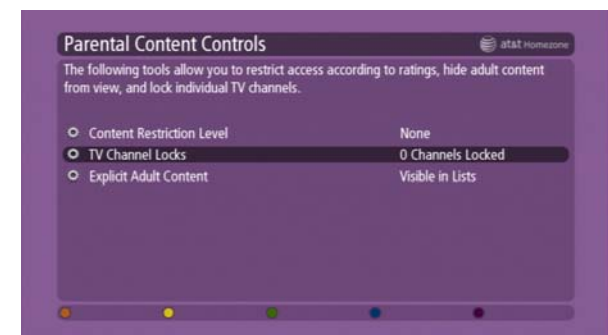 Parental Content Controls
at&t Homezone
The following tools allow you to restrict access according to ratings, hide adult content
from view, and lock individual TV channels.
Content Restriction Level None
TV Channel Locks 0 Channels Locked
Explicit Adult Content Visible in Lists